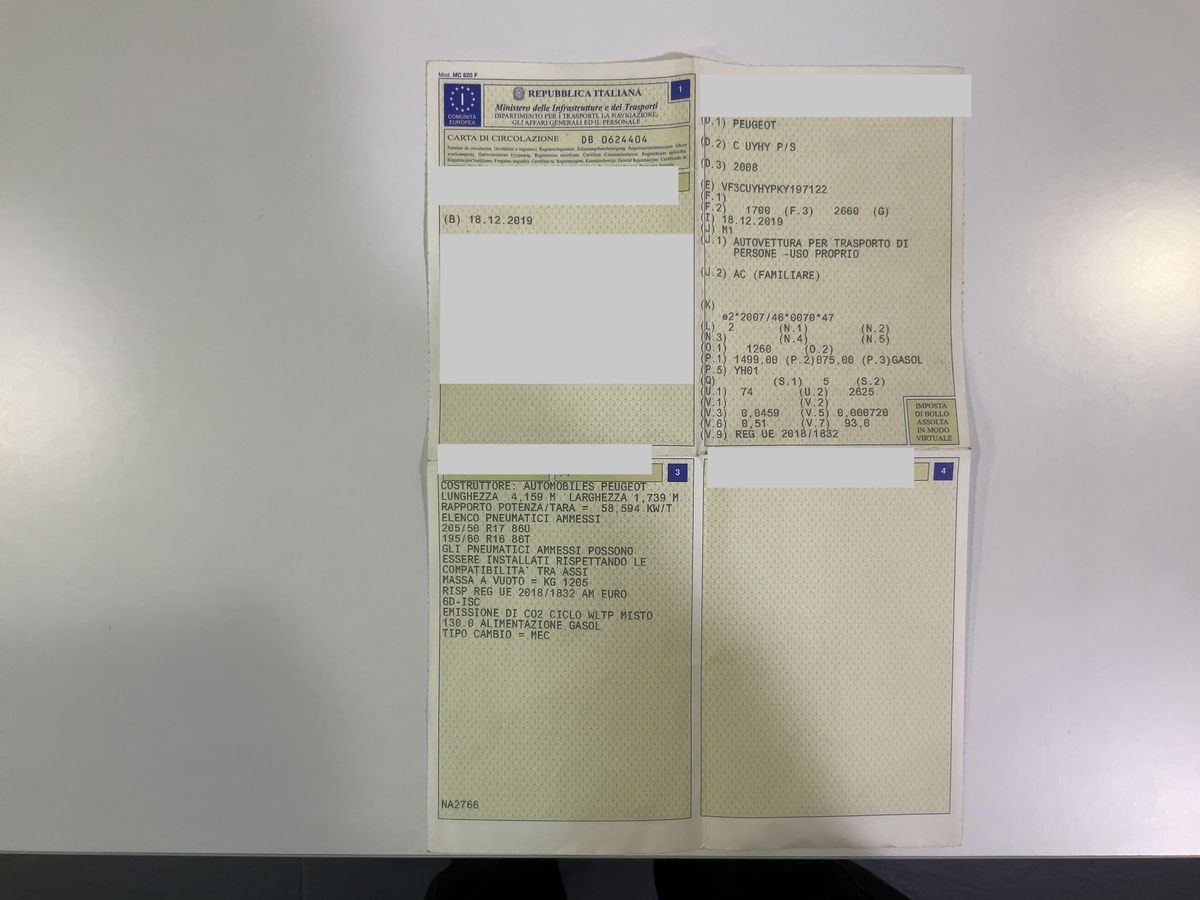 Mod. MC 820 F
I
COMUNITÀ
EUROPEA
REPUBBLICA ITALIANA
Ministero delle Infrastrutture e dei Trasporti
DIPARTIMENTO PER I TRASPORTI, LA NAVIGAZIONE,
GLI AFFARI GENERALI ED IL PERSONALE
1
CARTA DI CIRCOLAZIONE DB 0624404
(B) 18.12.2019
(D.1) PEUGEOT
(D.2) C UYHY P/S
(D.3) 2008
(E) VF3CUYHYPKY197122
(F.1)
(F.2) 1700 (F.3) 2660 (G)
(I) 18.12.2019
(J) M1
(J.1) AUTOVETTURA PER TRASPORTO DI
PERSONE -USO PROPRIO
(J.2) AC (FAMILIARE)
(K)
e2*2007/46*0070*47
(L) 2 (N.1) (N.2)
(N.3) (N.4) (N.5)
(O.1) 1260 (O.2)
(P.1) 1499,00 (P.2)075,00 (P.3)GASOL
(P.5) YH01
(Q) (S.1) 5 (S.2)
(U.1) 74 (U.2) 2625
(V.1) (V.2)
(V.3) 0,0459 (V.5) 0,000720
(V.6) 0,51 (V.7) 93,0
(V.9) REG UE 2018/1832
IMPOSTA
DI BOLLO
ASSOLTA
IN MODO
VIRTUALE
3
COSTRUTTORE: AUTOMOBILES PEUGEOT
LUNGHEZZA 4,159 M LARGHEZZA 1,739 M
RAPPORTO POTENZA/TARA = 58,594 KW/T
ELENCO PNEUMATICI AMMESSI
205/50 R17 86U
195/60 R16 86T
GLI PNEUMATICI AMMESSI POSSONO
ESSERE INSTALLATI RISPETTANDO LE
COMPATIBILITA` TRA ASSI
MASSA A VUOTO = KG 1205
RISP REG UE 2018/1832 AM EURO
6D-ISC
EMISSIONE DI CO2 CICLO WLTP MISTO
130.0 ALIMENTAZIONE GASOL
TIPO CAMBIO = MEC
NA2766
4